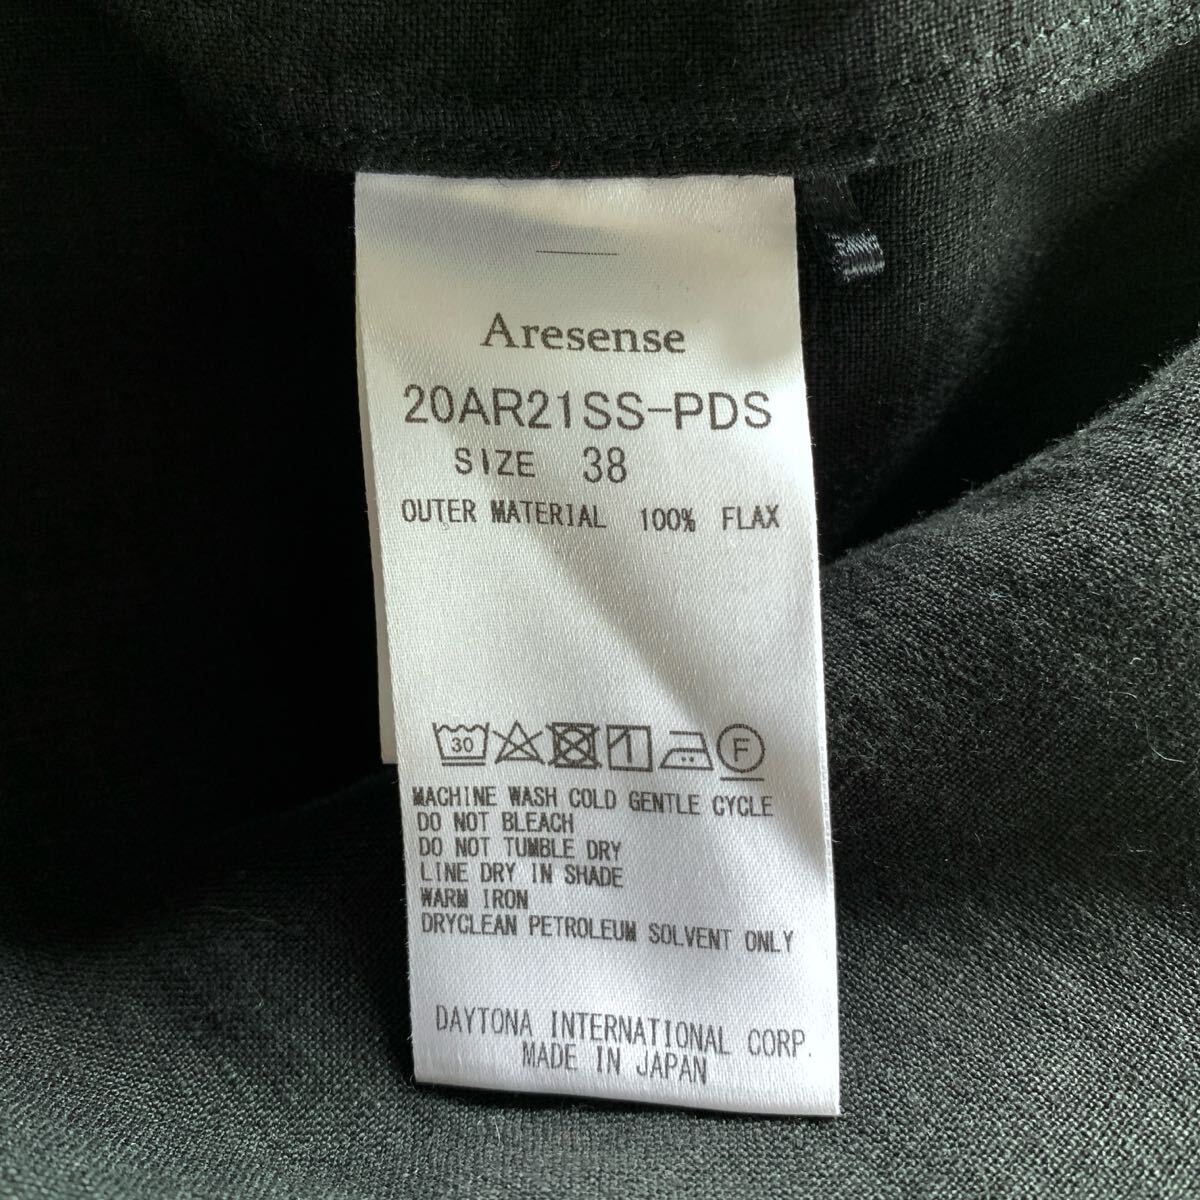 Aresense
20AR21SS-PDS
SIZE 38
OUTER MATERIAL 100% FLAX
30 F
MACHINE WASH COLD GENTLE CYCLE
DO NOT BLEACH
DO NOT TUMBLE DRY
LINE DRY IN SHADE
WARM IRON
DRYCLEAN PETROLEUM SOLVENT ONLY
DAYTONA INTERNATIONAL CORP.
MADE IN JAPAN